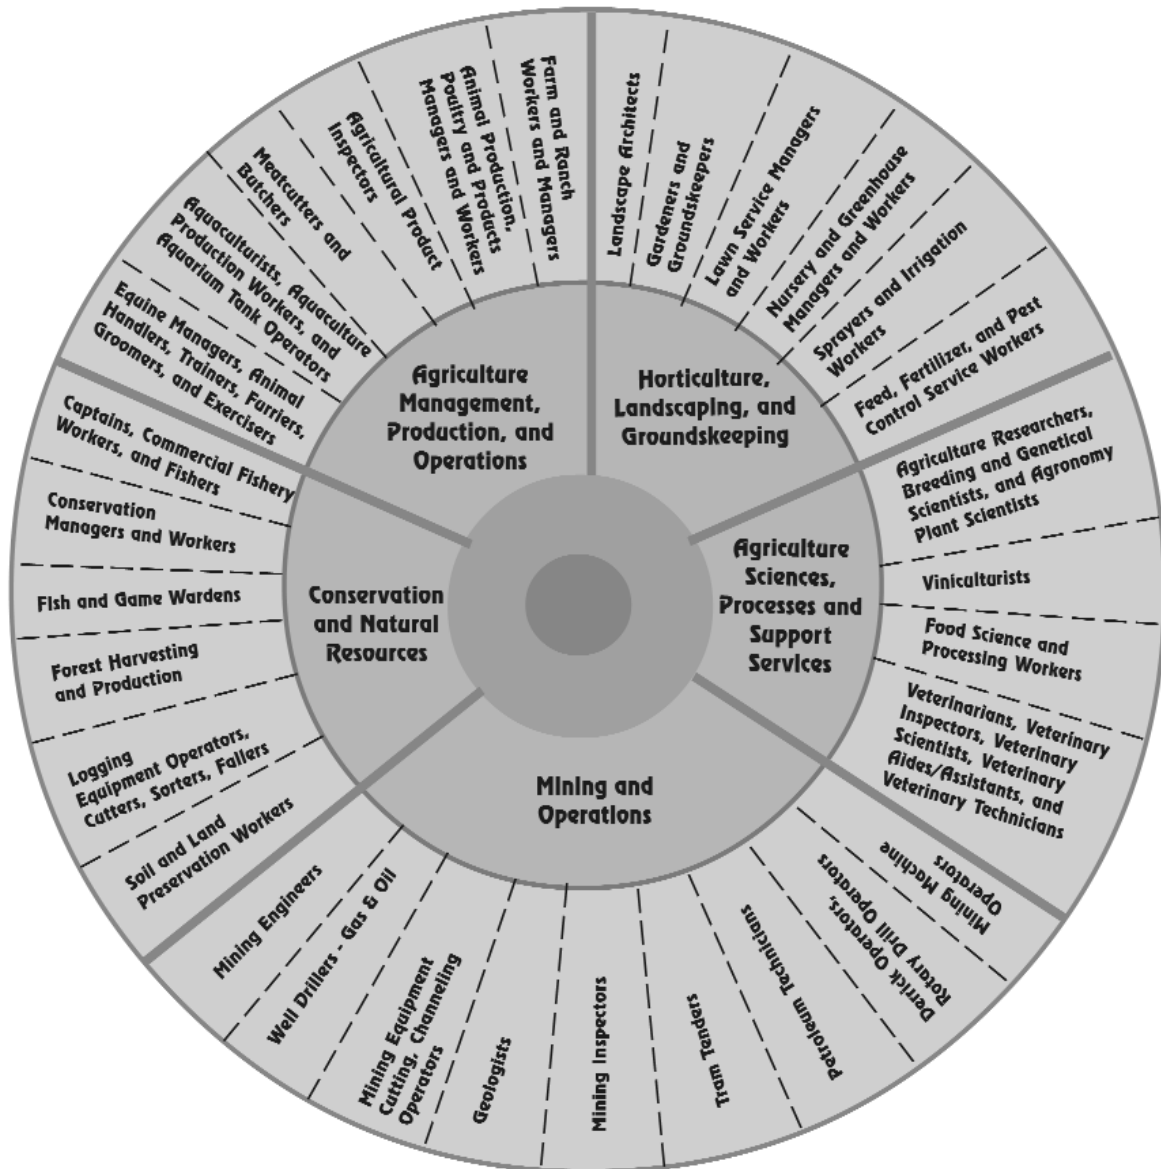 Landscape Architects
Gardeners and
Groundskeepers
Lawn Service Managers
and Workers
Nursery and Greenhouse
Managers and Workers
Sprayers and Irrigation
Workers
Feed, Fertilizer, and Pest
Control Service Workers
Horticulture,
Landscaping, and
Groundskeeping
Agriculture Researchers,
Breeding and Genetical
Scientists, and Agronomy
Plant Scientists
Viniculturists
Food Science and
Processing Workers
Veterinarians, Veterinary
Inspectors, Veterinary
Scientists, Veterinary
Aides/Assistants, and
Veterinary Technicians
Agriculture
Sciences,
Processes and
Support
Services
Mining Machine
Operators
Derrick Operators,
Rotary Drill Operators
Petroleum Technicians
Tram Tenders
Mining Inspectors
Geologists
Mining Equipment
Cutting, Channeling
Operators
Well Drillers - Gas & Oil
Mining Engineers
Mining and
Operations
Soil and Land
Preservation Workers
Logging
Equipment Operators,
Cutters, Sorters, Fallers
Forest Harvesting
and Production
Fish and Game Wardens
Conservation
Managers and Workers
Captains, Commercial Fishery
Workers, and Fishers
Conservation
and Natural
Resources
Equine Managers, Animal
Handlers, Trainers, Furriers,
Groomers, and Exercisers
Aquaculturists, Aquaculture
Production Workers, and
Aquarium Tank Operators
Meatcutters and
Butchers
Agricultural Product
Inspectors
Animal Production,
Poultry and Products
Managers and Workers
Farm and Ranch
Workers and Managers
Agriculture
Management,
Production, and
Operations